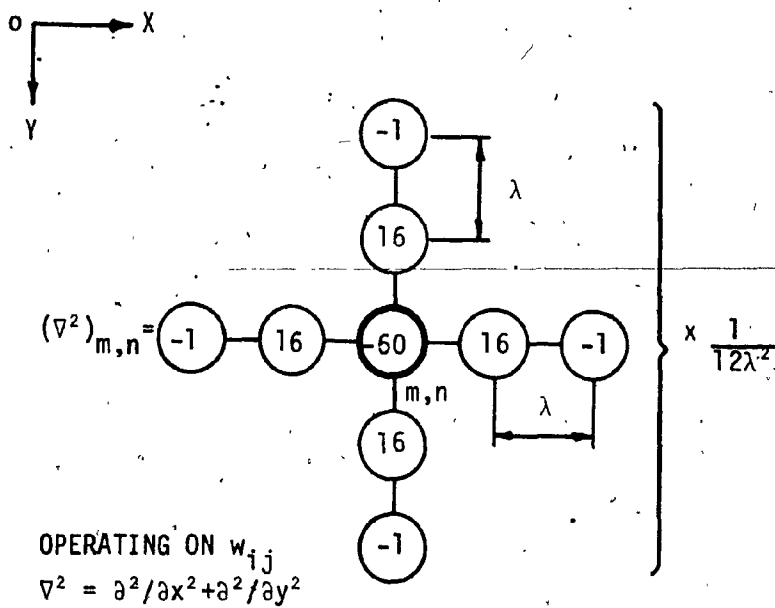 O X
Y
-1
λ
16
(∇²)m,n= -1 16 -60 16 -1 x 1/12λ²
m,n
λ
16
-1
OPERATING ON wij
∇² = ∂²/∂x²+∂²/∂y²